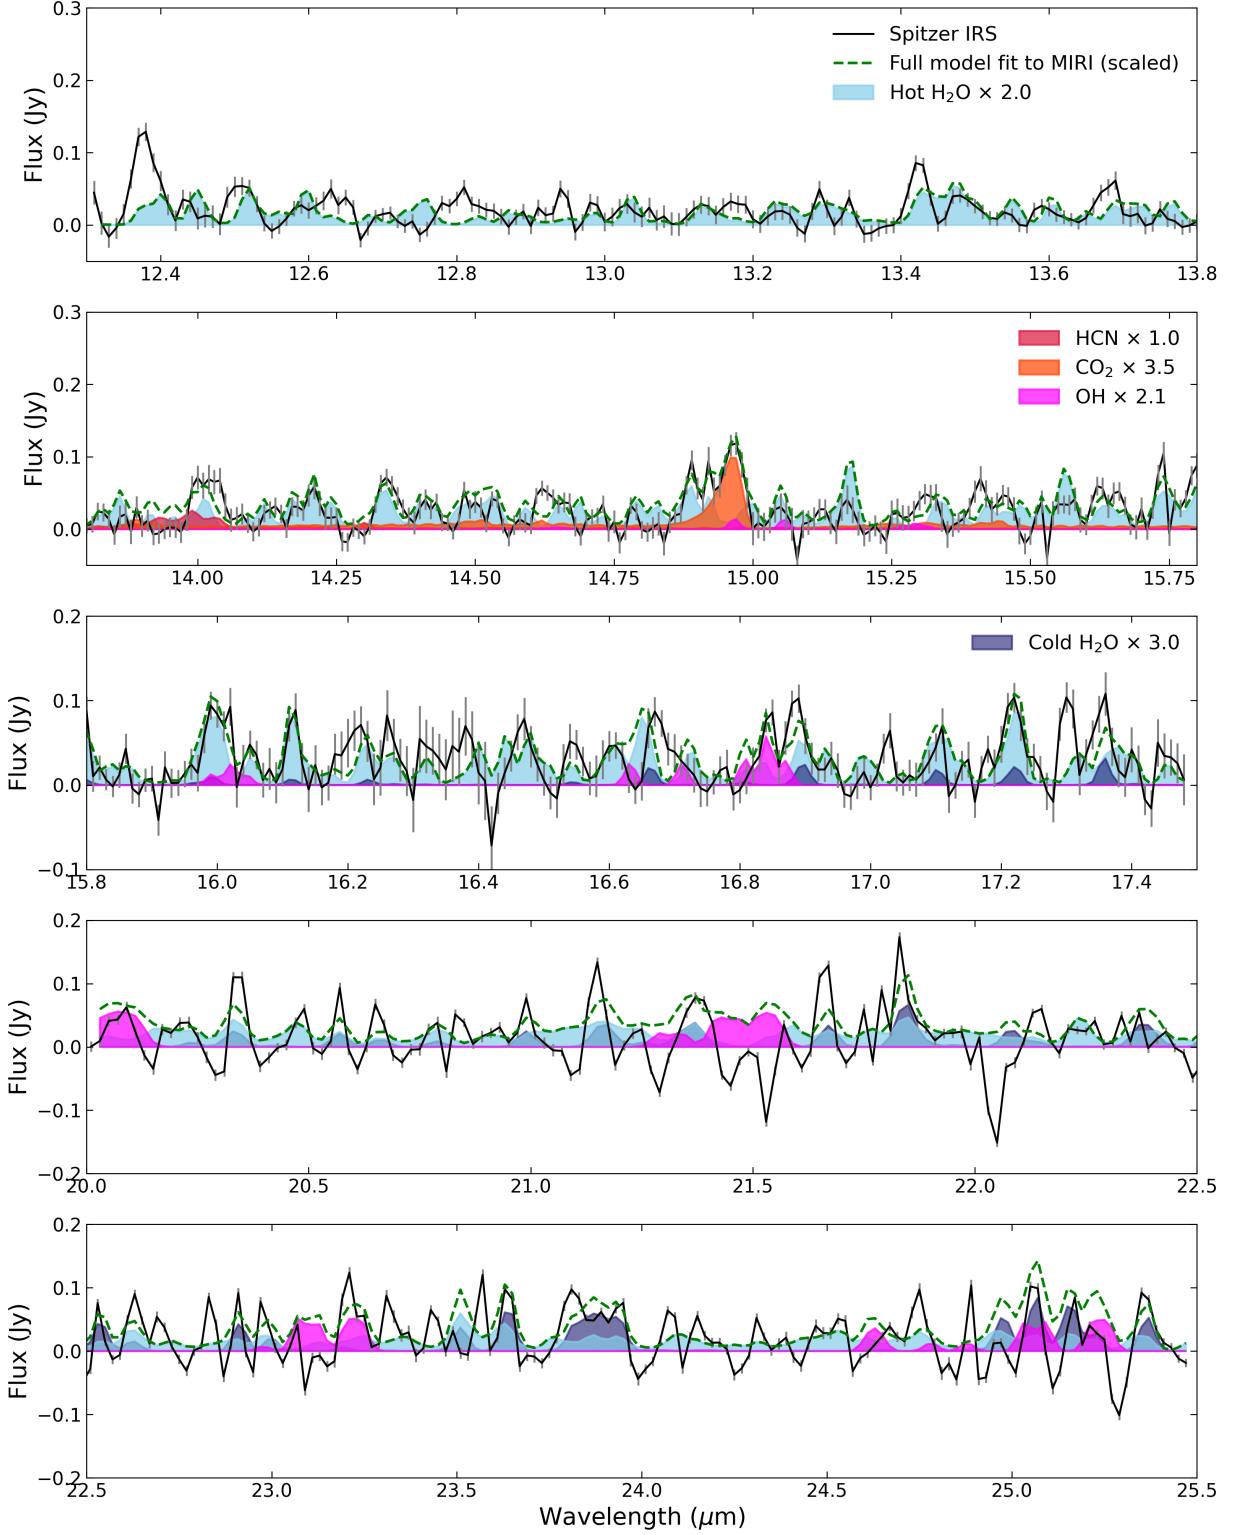 0.3
0.2
0.1
0.0
Flux (Jy)
Spitzer IRS
Full model fit to MIRI (scaled)
Hot H₂O × 2.0
12.4 12.6 12.8 13.0 13.2 13.4 13.6 13.8
0.3
0.2
0.1
0.0
Flux (Jy)
HCN × 1.0
CO₂ × 3.5
OH × 2.1
14.00 14.25 14.50 14.75 15.00 15.25 15.50 15.75
0.2
0.1
0.0
−0.1
Flux (Jy)
Cold H₂O × 3.0
15.8 16.0 16.2 16.4 16.6 16.8 17.0 17.2 17.4
0.2
0.1
0.0
−0.1
−0.2
Flux (Jy)
20.0 20.5 21.0 21.5 22.0 22.5
0.2
0.1
0.0
−0.1
−0.2
Flux (Jy)
22.5 23.0 23.5 24.0 24.5 25.0 25.5
Wavelength (μm)